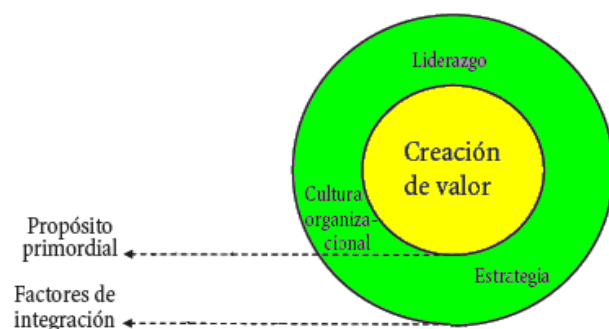 Liderazgo
Creación
de valor
Cultura
organiza-
cional
Propósito
primordial
Estrategia
Factores de
integración